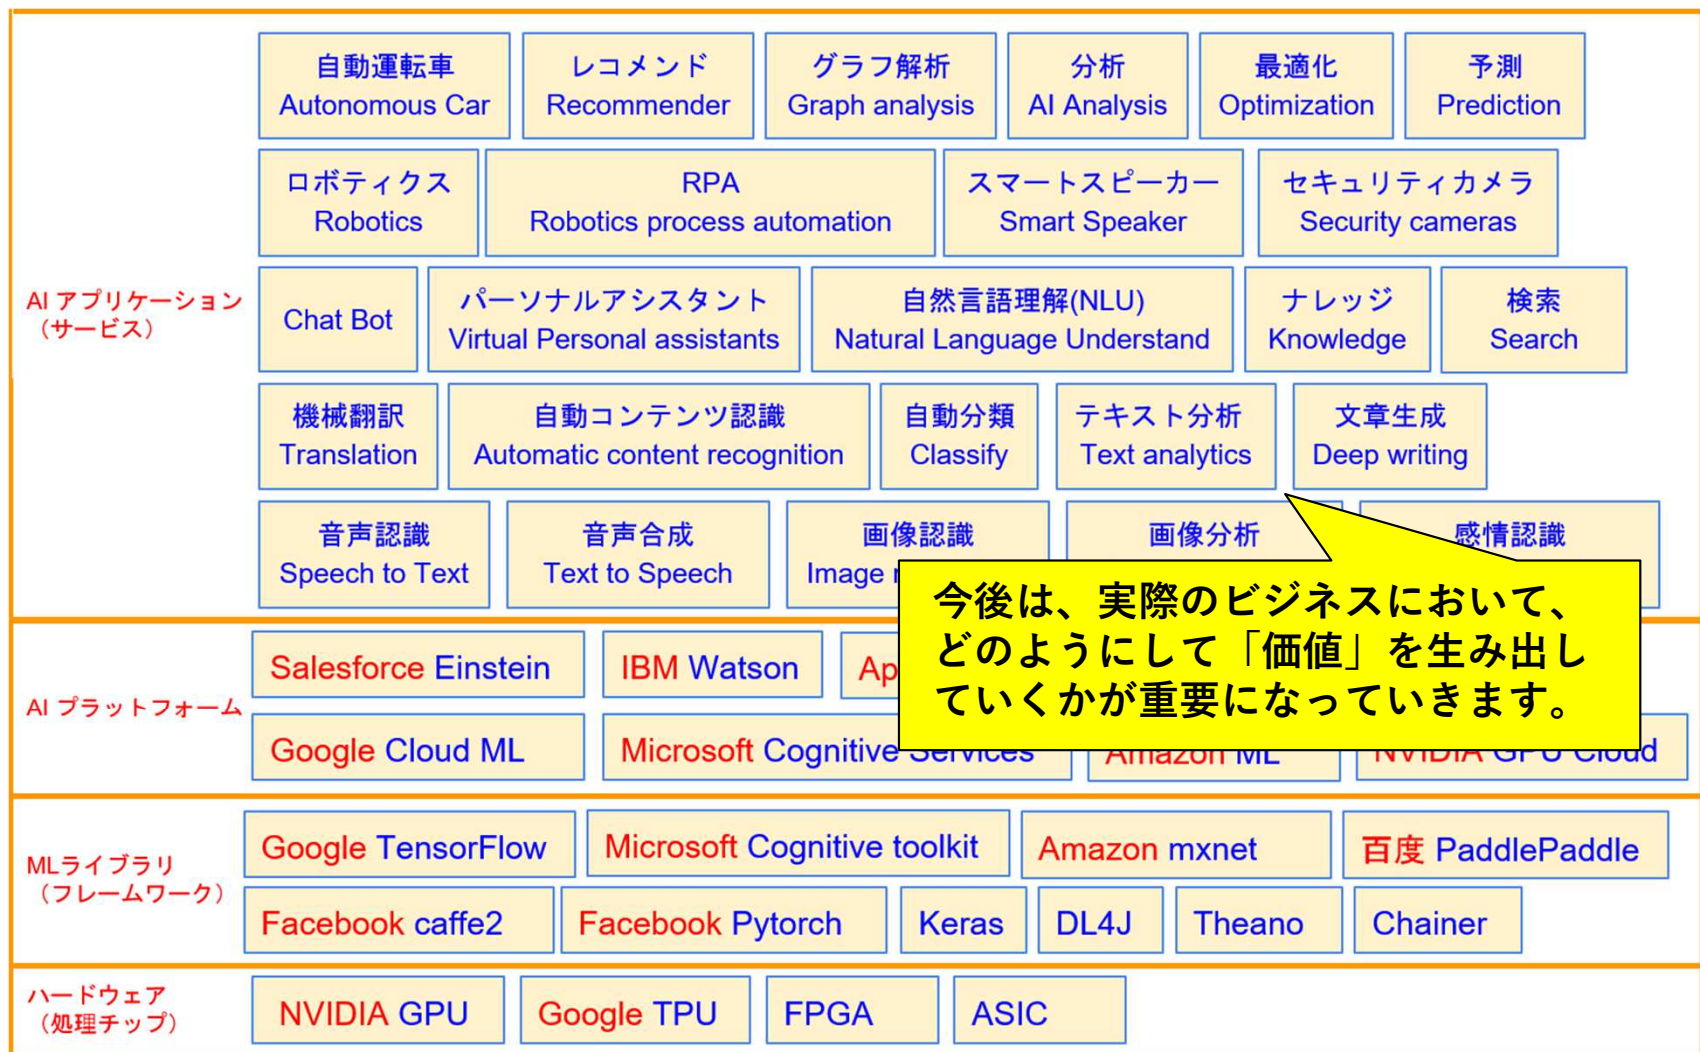 自動運転車
Autonomous Car
レコメンド
Recommender
グラフ解析
Graph analysis
分析
AI Analysis
最適化
Optimization
予測
Prediction
ロボティクス
Robotics
RPA
Robotics process automation
スマートスピーカー
Smart Speaker
セキュリティカメラ
Security cameras
AI アプリケーション
（サービス）
Chat Bot
パーソナルアシスタント
Virtual Personal assistants
自然言語理解(NLU)
Natural Language Understand
ナレッジ
Knowledge
検索
Search
機械翻訳
Translation
自動コンテンツ認識
Automatic content recognition
自動分類
Classify
テキスト分析
Text analytics
文章生成
Deep writing
音声認識
Speech to Text
音声合成
Text to Speech
画像認識
Image
画像分析
感情認識
今後は、実際のビジネスにおいて、
どのようにして「価値」を生み出し
ていくかが重要になっていきます。
AI プラットフォーム
Salesforce Einstein
IBM Watson
Google Cloud ML
Microsoft Cognitive Services
Amazon ML
NVIDIA GPU Cloud
MLライブラリ
（フレームワーク）
Google TensorFlow
Microsoft Cognitive toolkit
Amazon mxnet
百度 PaddlePaddle
Facebook caffe2
Facebook Pytorch
Keras
DL4J
Theano
Chainer
ハードウェア
（処理チップ）
NVIDIA GPU
Google TPU
FPGA
ASIC